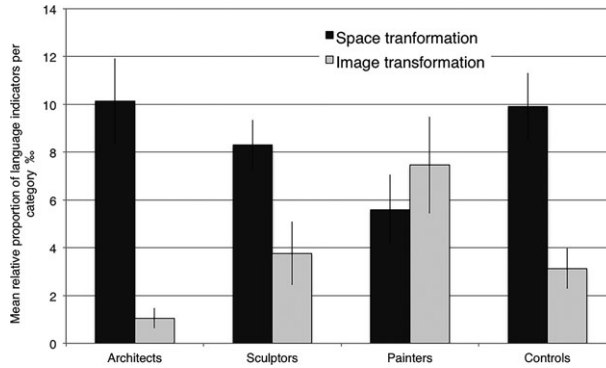 Mean relative proportion of language indicators per
category ‰
14
12
10
8
6
4
2
0
Space tranformation
Image transformation
Architects
Sculptors
Painters
Controls